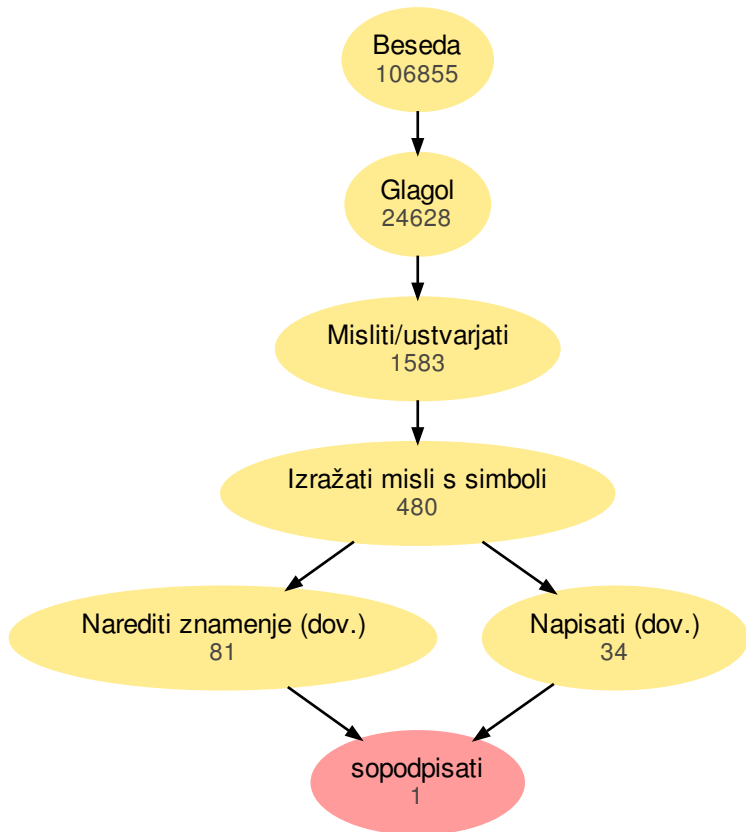 Beseda
106855
Glagol
24628
Misliti/ustvarjati
1583
Izražati misli s simboli
480
Narediti znamenje (dov.)
81
Napisati (dov.)
34
sopodpisati
1